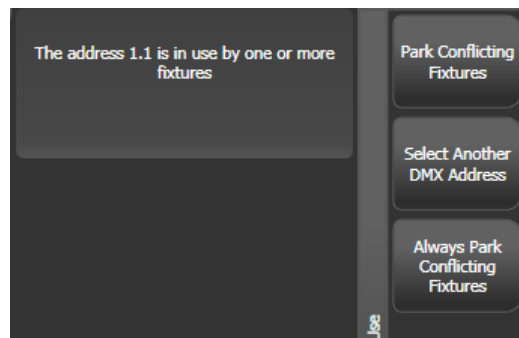 The address 1.1 is in use by one or more
fixtures
Park Conflicting
Fixtures
Select Another
DMX Address
Always Park
Conflicting
Fixtures
Use